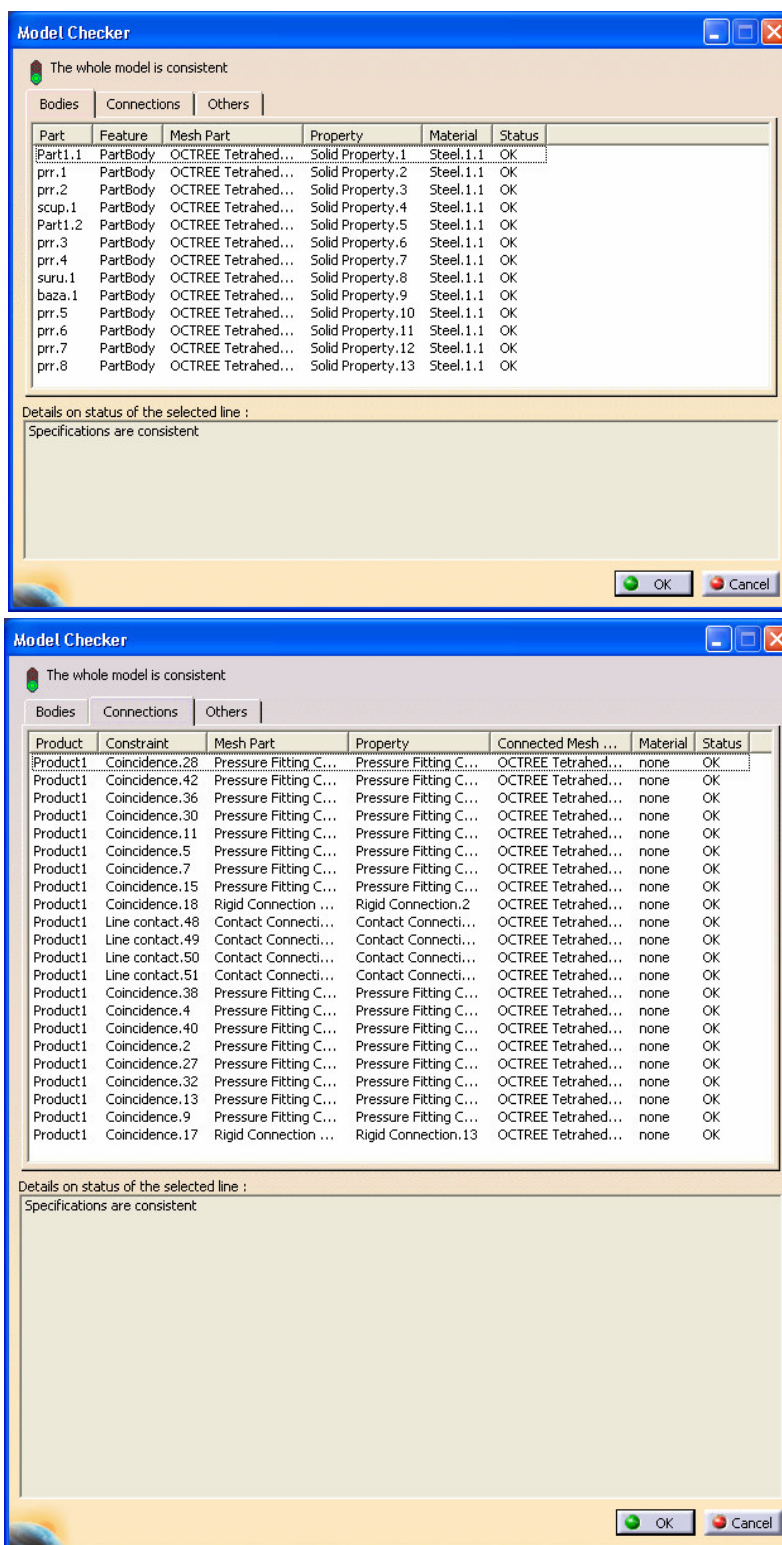 Model Checker
The whole model is consistent
Bodies Connections Others
Part Feature Mesh Part Property Material Status
Part1.1 PartBody OCTREE Tetrahed... Solid Property.1 Steel.1.1 OK
prr.1 PartBody OCTREE Tetrahed... Solid Property.2 Steel.1.1 OK
prr.2 PartBody OCTREE Tetrahed... Solid Property.3 Steel.1.1 OK
scup.1 PartBody OCTREE Tetrahed... Solid Property.4 Steel.1.1 OK
Part1.2 PartBody OCTREE Tetrahed... Solid Property.5 Steel.1.1 OK
prr.3 PartBody OCTREE Tetrahed... Solid Property.6 Steel.1.1 OK
prr.4 PartBody OCTREE Tetrahed... Solid Property.7 Steel.1.1 OK
suru.1 PartBody OCTREE Tetrahed... Solid Property.8 Steel.1.1 OK
baza.1 PartBody OCTREE Tetrahed... Solid Property.9 Steel.1.1 OK
prr.5 PartBody OCTREE Tetrahed... Solid Property.10 Steel.1.1 OK
prr.6 PartBody OCTREE Tetrahed... Solid Property.11 Steel.1.1 OK
prr.7 PartBody OCTREE Tetrahed... Solid Property.12 Steel.1.1 OK
prr.8 PartBody OCTREE Tetrahed... Solid Property.13 Steel.1.1 OK
Details on status of the selected line :
Specifications are consistent
OK Cancel
Model Checker
The whole model is consistent
Bodies Connections Others
Product Constraint Mesh Part Property Connected Mesh ... Material Status
Product1 Coincidence.28 Pressure Fitting C... Pressure Fitting C... OCTREE Tetrahed... none OK
Product1 Coincidence.42 Pressure Fitting C... Pressure Fitting C... OCTREE Tetrahed... none OK
Product1 Coincidence.36 Pressure Fitting C... Pressure Fitting C... OCTREE Tetrahed... none OK
Product1 Coincidence.30 Pressure Fitting C... Pressure Fitting C... OCTREE Tetrahed... none OK
Product1 Coincidence.11 Pressure Fitting C... Pressure Fitting C... OCTREE Tetrahed... none OK
Product1 Coincidence.5 Pressure Fitting C... Pressure Fitting C... OCTREE Tetrahed... none OK
Product1 Coincidence.7 Pressure Fitting C... Pressure Fitting C... OCTREE Tetrahed... none OK
Product1 Coincidence.15 Pressure Fitting C... Pressure Fitting C... OCTREE Tetrahed... none OK
Product1 Coincidence.18 Rigid Connection ... Rigid Connection.2 OCTREE Tetrahed... none OK
Product1 Line contact.48 Contact Connecti... Contact Connecti... OCTREE Tetrahed... none OK
Product1 Line contact.49 Contact Connecti... Contact Connecti... OCTREE Tetrahed... none OK
Product1 Line contact.50 Contact Connecti... Contact Connecti... OCTREE Tetrahed... none OK
Product1 Line contact.51 Contact Connecti... Contact Connecti... OCTREE Tetrahed... none OK
Product1 Coincidence.38 Pressure Fitting C... Pressure Fitting C... OCTREE Tetrahed... none OK
Product1 Coincidence.4 Pressure Fitting C... Pressure Fitting C... OCTREE Tetrahed... none OK
Product1 Coincidence.40 Pressure Fitting C... Pressure Fitting C... OCTREE Tetrahed... none OK
Product1 Coincidence.2 Pressure Fitting C... Pressure Fitting C... OCTREE Tetrahed... none OK
Product1 Coincidence.27 Pressure Fitting C... Pressure Fitting C... OCTREE Tetrahed... none OK
Product1 Coincidence.32 Pressure Fitting C... Pressure Fitting C... OCTREE Tetrahed... none OK
Product1 Coincidence.13 Pressure Fitting C... Pressure Fitting C... OCTREE Tetrahed... none OK
Product1 Coincidence.9 Pressure Fitting C... Pressure Fitting C... OCTREE Tetrahed... none OK
Product1 Coincidence.17 Rigid Connection ... Rigid Connection.13 OCTREE Tetrahed... none OK
Details on status of the selected line :
Specifications are consistent
OK Cancel